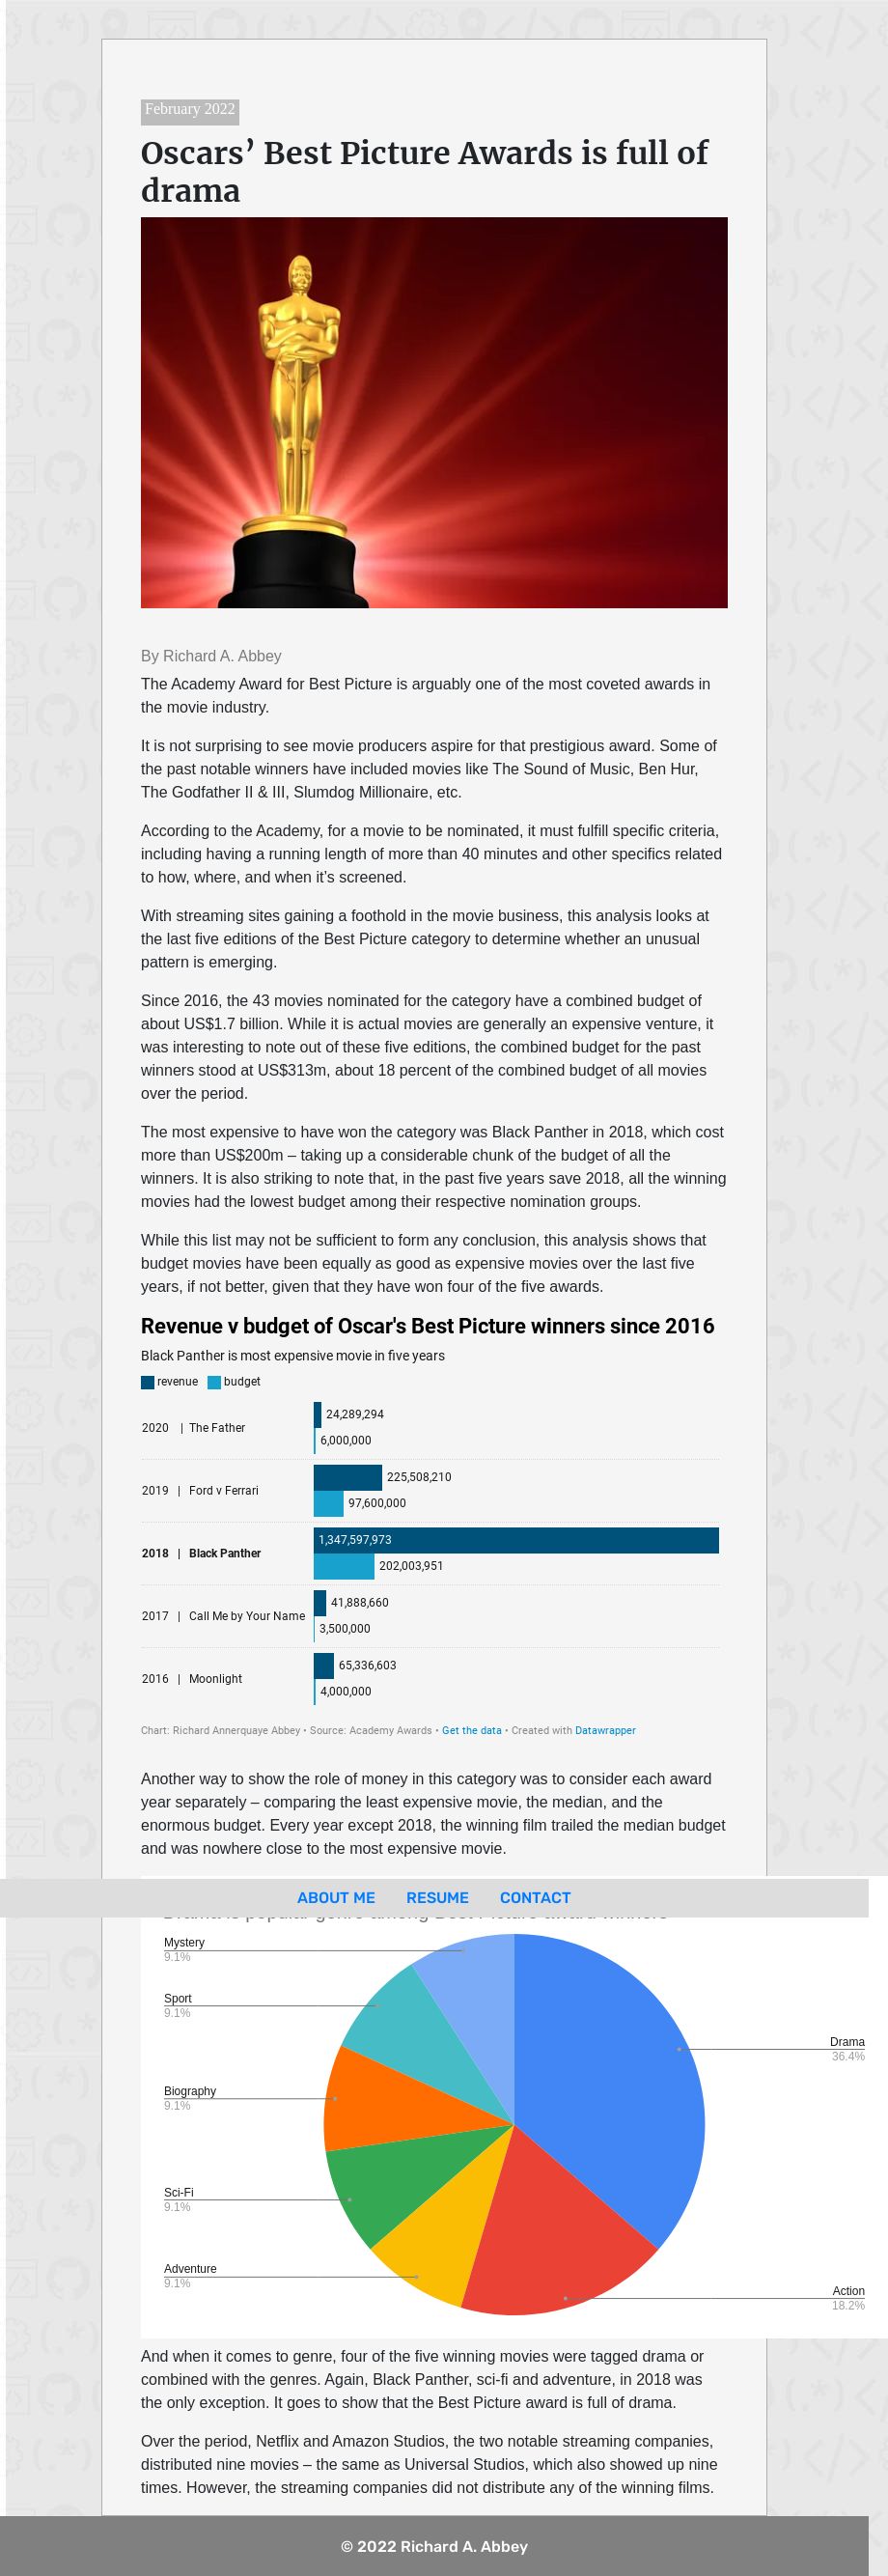 February 2022
Oscars’ Best Picture Awards is full of
drama
By Richard A. Abbey
The Academy Award for Best Picture is arguably one of the most coveted awards in
the movie industry.
It is not surprising to see movie producers aspire for that prestigious award. Some of
the past notable winners have included movies like The Sound of Music, Ben Hur,
The Godfather II & III, Slumdog Millionaire, etc.
According to the Academy, for a movie to be nominated, it must fulfill specific criteria,
including having a running length of more than 40 minutes and other specifics related
to how, where, and when it's screened.
With streaming sites gaining a foothold in the movie business, this analysis looks at
the last five editions of the Best Picture category to determine whether an unusual
pattern is emerging.
Since 2016, the 43 movies nominated for the category have a combined budget of
about US$1.7 billion. While it is actual movies are generally an expensive venture, it
was interesting to note out of these five editions, the combined budget for the past
winners stood at US$313m, about 18 percent of the combined budget of all movies
over the period.
The most expensive to have won the category was Black Panther in 2018, which cost
more than US$200m – taking up a considerable chunk of the budget of all the
winners. It is also striking to note that, in the past five years save 2018, all the winning
movies had the lowest budget among their respective nomination groups.
While this list may not be sufficient to form any conclusion, this analysis shows that
budget movies have been equally as good as expensive movies over the last five
years, if not better, given that they have won four of the five awards.
Revenue v budget of Oscar's Best Picture winners since 2016
Black Panther is most expensive movie in five years
revenue budget
2020 | The Father
24,289,294
6,000,000
2019 | Ford v Ferrari
225,508,210
97,600,000
2018 | Black Panther
1,347,597,973
202,003,951
2017 | Call Me by Your Name
41,888,660
3,500,000
2016 | Moonlight
65,336,603
4,000,000
Chart: Richard Annerquaye Abbey • Source: Academy Awards • Get the data • Created with Datawrapper
Another way to show the role of money in this category was to consider each award
year separately – comparing the least expensive movie, the median, and the
enormous budget. Every year except 2018, the winning film trailed the median budget
and was nowhere close to the most expensive movie.
ABOUT ME RESUME CONTACT
Drama is popular genre among Best Picture award winners
Mystery
9.1%
Sport
9.1%
Biography
9.1%
Sci-Fi
9.1%
Adventure
9.1%
Drama
36.4%
Action
18.2%
And when it comes to genre, four of the five winning movies were tagged drama or
combined with the genres. Again, Black Panther, sci-fi and adventure, in 2018 was
the only exception. It goes to show that the Best Picture award is full of drama.
Over the period, Netflix and Amazon Studios, the two notable streaming companies,
distributed nine movies – the same as Universal Studios, which also showed up nine
times. However, the streaming companies did not distribute any of the winning films.
© 2022 Richard A. Abbey